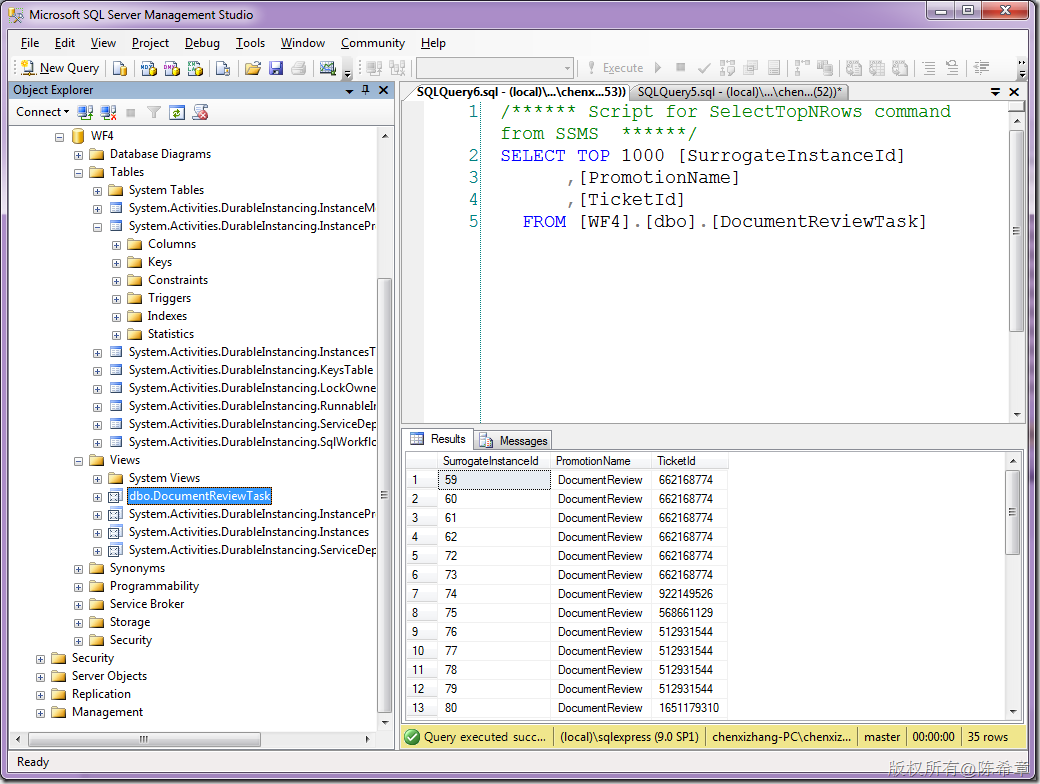 Microsoft SQL Server Management Studio
File Edit View Project Debug Tools Window Community Help
New Query Execute
Object Explorer
Connect
WF4
Database Diagrams
Tables
System Tables
System.Activities.DurableInstancing.InstanceM
System.Activities.DurableInstancing.InstancePr
Columns
Keys
Constraints
Triggers
Indexes
Statistics
System.Activities.DurableInstancing.InstancesT
System.Activities.DurableInstancing.KeysTable
System.Activities.DurableInstancing.LockOwne
System.Activities.DurableInstancing.RunnableIn
System.Activities.DurableInstancing.ServiceDep
System.Activities.DurableInstancing.SqlWorkflc
Views
System Views
dbo.DocumentReviewTask
System.Activities.DurableInstancing.InstancePr
System.Activities.DurableInstancing.Instances
System.Activities.DurableInstancing.ServiceDep
Synonyms
Programmability
Service Broker
Storage
Security
Security
Server Objects
Replication
Management
SQLQuery6.sql - (local)\...\chenx...53)) SQLQuery5.sql - (local)\...\chen...(52))*
1 /****** Script for SelectTopNRows command
from SSMS ******/
2 SELECT TOP 1000 [SurrogateInstanceId]
3 ,[PromotionName]
4 ,[TicketId]
5 FROM [WF4].[dbo].[DocumentReviewTask]
Results Messages
SurrogateInstanceId PromotionName TicketId
1 59 DocumentReview 662168774
2 60 DocumentReview 662168774
3 61 DocumentReview 662168774
4 62 DocumentReview 662168774
5 72 DocumentReview 662168774
6 73 DocumentReview 662168774
7 74 DocumentReview 922149526
8 75 DocumentReview 568661129
9 76 DocumentReview 512931544
10 77 DocumentReview 512931544
11 78 DocumentReview 512931544
12 79 DocumentReview 512931544
13 80 DocumentReview 1651179310
Query executed succ... (local)\sqlexpress (9.0 SP1) chenxizhang-PC\chenxiz... master 00:00:00 35 rows
Ready
版权所有@陈希章